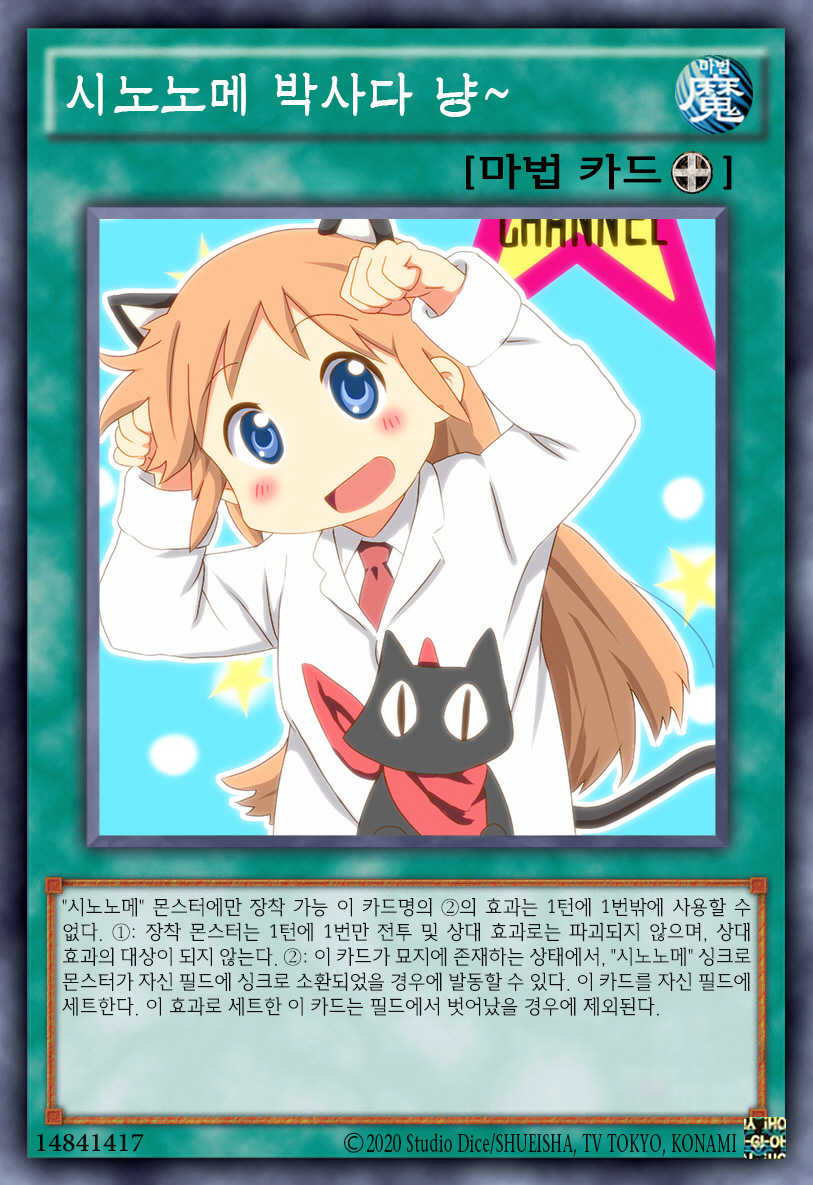 시노노메 박사다 냥~
마법
魔
[마법 카드]
CHANNEL
"시노노메" 몬스터에만 장착 가능 이 카드명의 ②의 효과는 1턴에 1번밖에 사용할 수
없다. ①: 장착 몬스터는 1턴에 1번만 전투 및 상대 효과로는 파괴되지 않으며, 상대
효과의 대상이 되지 않는다. ②: 이 카드가 묘지에 존재하는 상태에서, "시노노메" 싱크로
몬스터가 자신 필드에 싱크로 소환되었을 경우에 발동할 수 있다. 이 카드를 자신 필드에
세트한다. 이 효과로 세트한 이 카드는 필드에서 벗어났을 경우에 제외된다.
14841417
©2020 Studio Dice/SHUEISHA, TV TOKYO, KONAMI